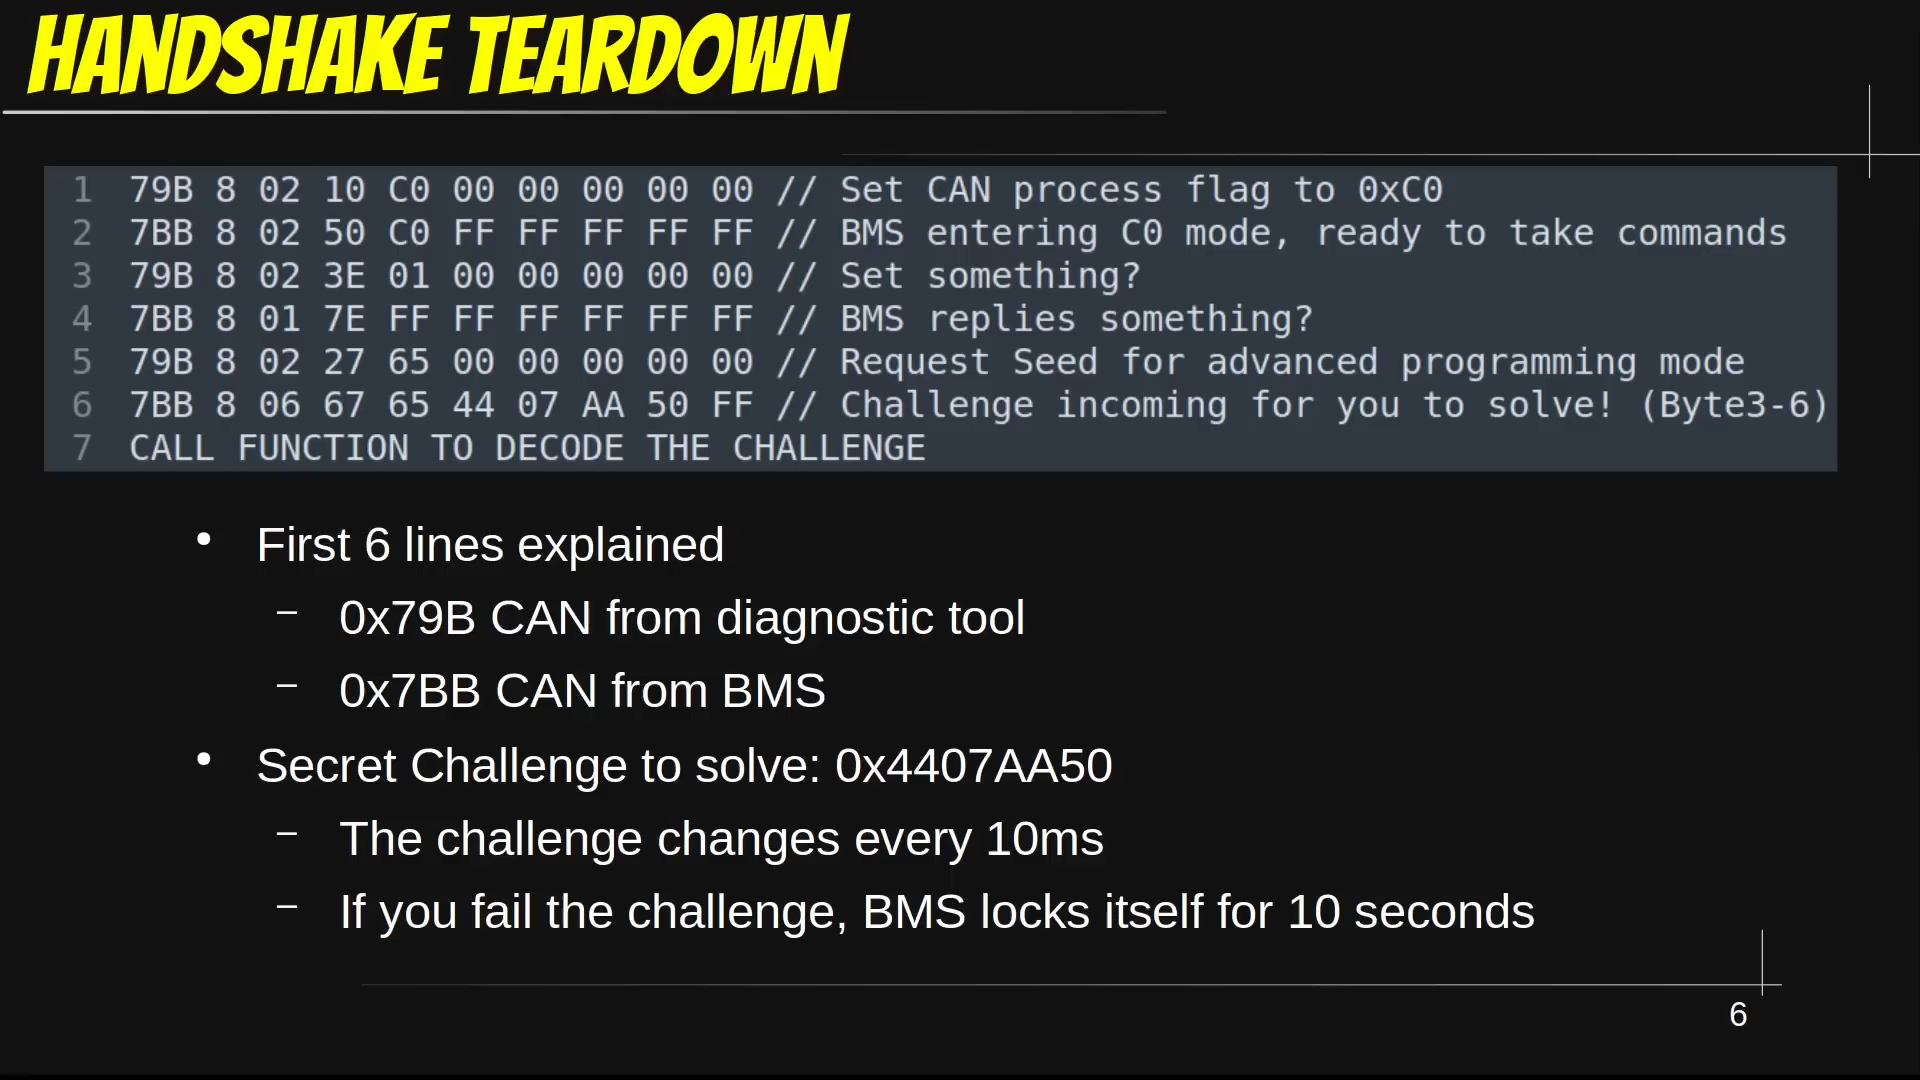 HANDSHAKE TEARDOWN
1 79B 8 02 10 C0 00 00 00 00 00 // Set CAN process flag to 0xC0
2 7BB 8 02 50 C0 FF FF FF FF FF // BMS entering C0 mode, ready to take commands
3 79B 8 02 3E 01 00 00 00 00 00 // Set something?
4 7BB 8 01 7E FF FF FF FF FF FF // BMS replies something?
5 79B 8 02 27 65 00 00 00 00 00 // Request Seed for advanced programming mode
6 7BB 8 06 67 65 44 07 AA 50 FF // Challenge incoming for you to solve! (Byte3-6)
7 CALL FUNCTION TO DECODE THE CHALLENGE
• First 6 lines explained
– 0x79B CAN from diagnostic tool
– 0x7BB CAN from BMS
• Secret Challenge to solve: 0x4407AA50
– The challenge changes every 10ms
– If you fail the challenge, BMS locks itself for 10 seconds
6